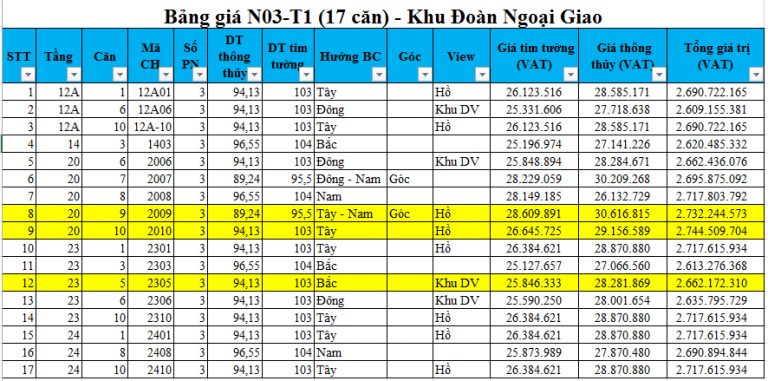 Bảng giá N03-T1 (17 căn) - Khu Đoàn Ngoại Giao
STT Tầng Căn Mã CH Số PN DT thông thủy DT tim tường Hướng BC Góc View Giá tim tường (VAT) Giá thông thủy (VAT) Tổng giá trị (VAT)
1 12A 1 12A01 3 94,13 103 Tây Hồ 26.123.516 28.585.171 2.690.722.165
2 12A 6 12A06 3 94,13 103 Đông Khu DV 25.331.606 27.718.638 2.609.155.381
3 12A 10 12A-10 3 94,13 103 Tây Hồ 26.123.516 28.585.171 2.690.722.165
4 14 3 1403 3 96,55 104 Bắc 25.196.974 27.141.226 2.620.485.332
5 20 6 2006 3 94,13 103 Đông Khu DV 25.848.894 28.284.671 2.662.436.076
6 20 7 2007 3 89,24 95,5 Đông - Nam Góc 28.229.059 30.209.268 2.695.875.092
7 20 8 2008 3 96,55 104 Nam 28.149.185 26.132.729 2.717.803.792
8 20 9 2009 3 89,24 95,5 Tây - Nam Góc Hồ 28.609.891 30.616.815 2.732.244.573
9 20 10 2010 3 94,13 103 Tây Hồ 26.645.725 29.156.589 2.744.509.704
10 23 1 2301 3 94,13 103 Tây Hồ 26.384.621 28.870.880 2.717.615.934
11 23 3 2303 3 96,55 104 Bắc 25.127.657 27.066.560 2.613.276.368
12 23 5 2305 3 94,13 103 Bắc Khu DV 25.846.333 28.281.869 2.662.172.310
13 23 6 2306 3 94,13 103 Đông Khu DV 25.590.250 28.001.654 2.635.795.729
14 23 10 2310 3 94,13 103 Tây Hồ 26.384.621 28.870.880 2.717.615.934
15 24 1 2401 3 94,13 103 Tây Hồ 26.384.621 28.870.880 2.717.615.934
16 24 8 2408 3 96,55 104 Nam 25.873.989 27.870.480 2.690.894.844
17 24 10 2410 3 94,13 103 Tây Hồ 26.384.621 28.870.880 2.717.615.934